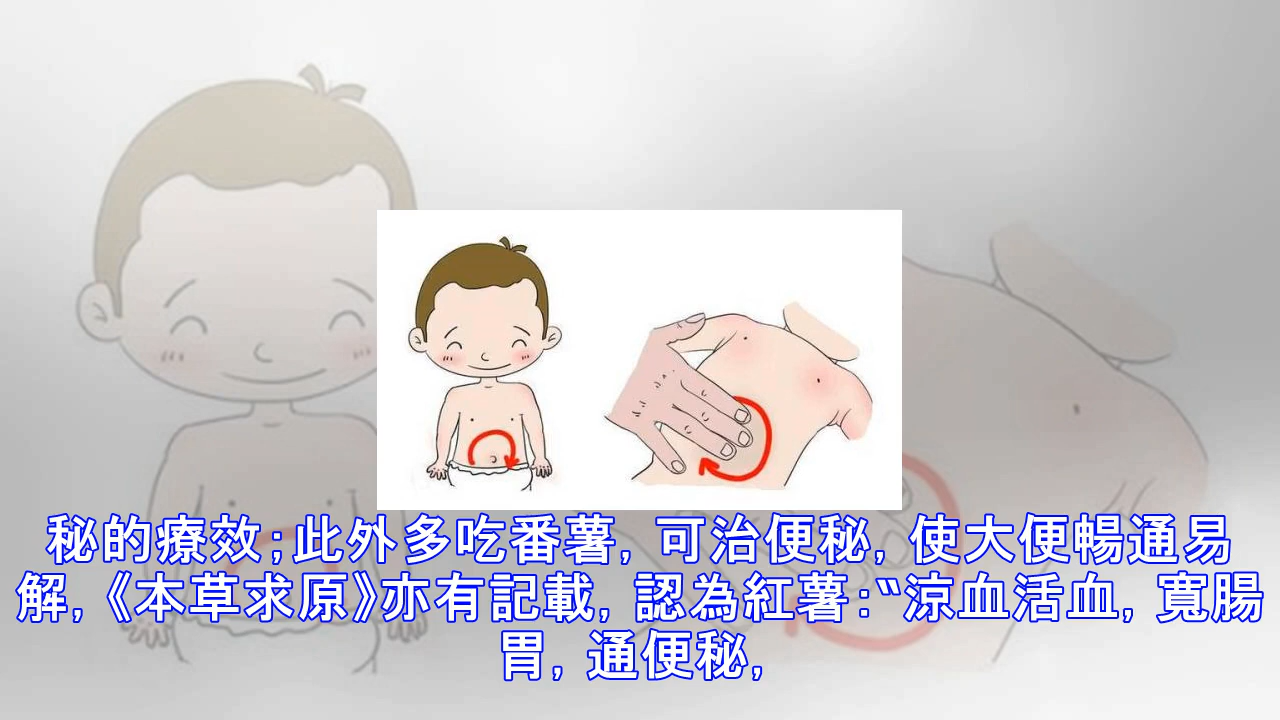 秘的療效;此外多吃番薯,可治便秘,使大便暢通易
解,《本草求原》亦有記載,認為紅薯:“涼血活血,寬腸
胃,通便秘,